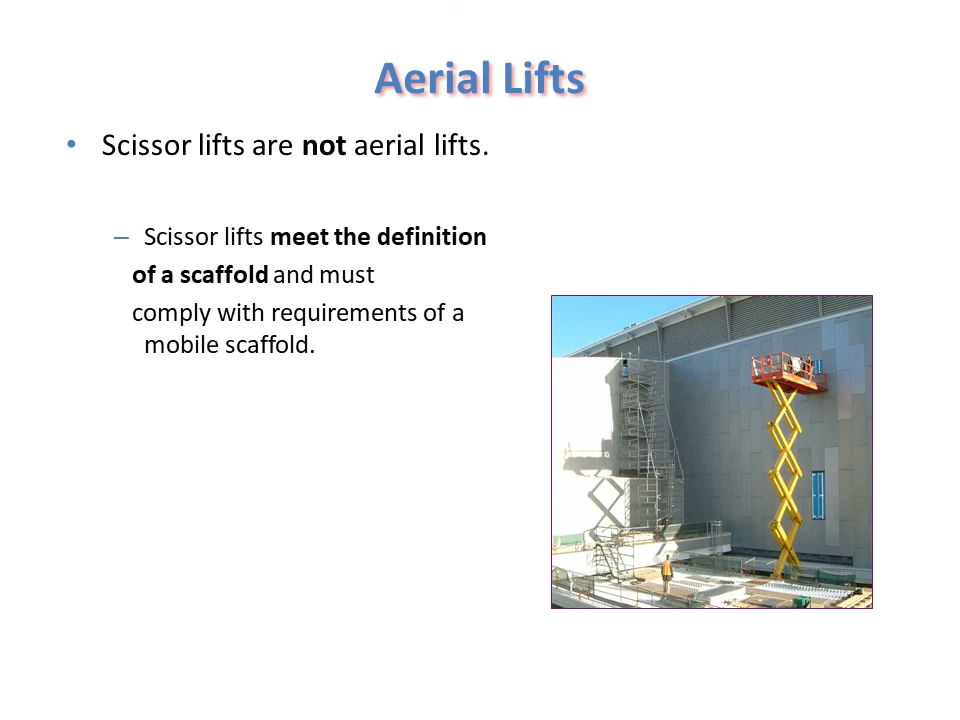 Aerial Lifts
• Scissor lifts are not aerial lifts.
– Scissor lifts meet the definition
of a scaffold and must
comply with requirements of a
mobile scaffold.